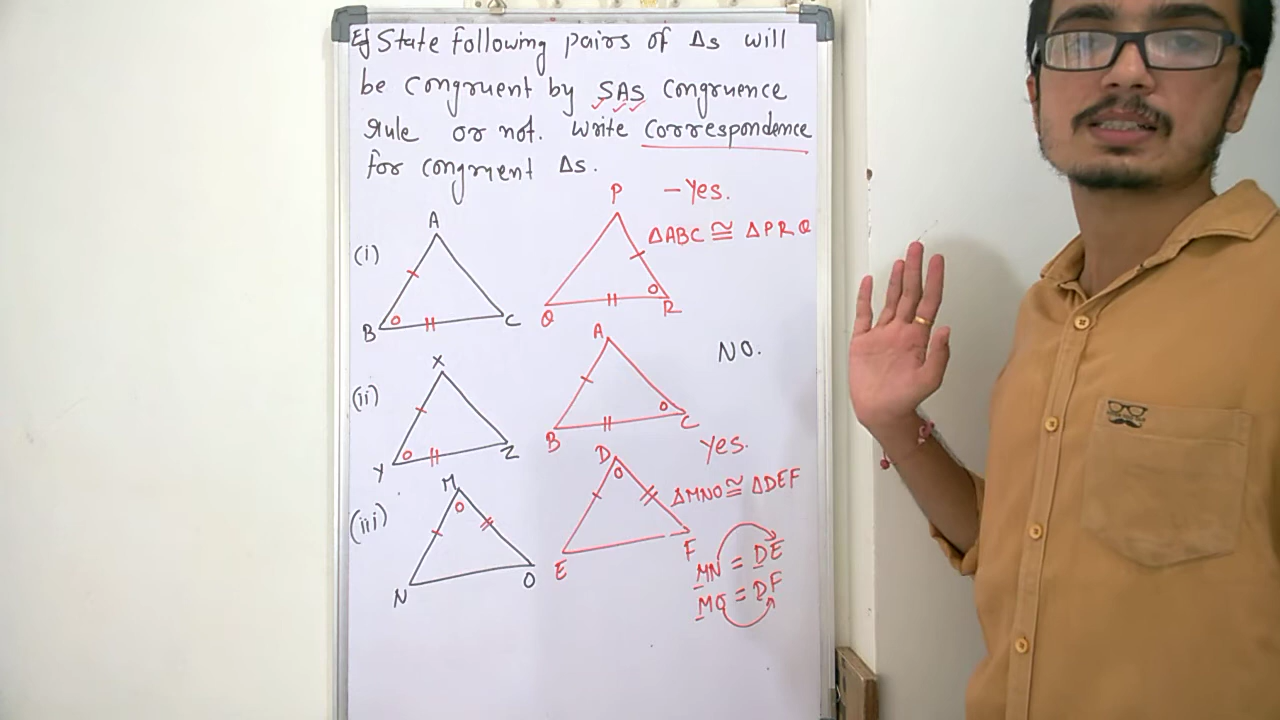 Eg State following pairs of Δs will
be congruent by SAS congruence
rule or not. Write Correspondence
for congruent Δs.
(i)
A
B
C
P
Q
R
- Yes.
ΔABC ≅ ΔPRQ
(ii)
X
Y
Z
A
B
C
NO.
(iii)
M
N
O
D
E
F
Yes.
ΔMNO ≅ ΔDEF
MN = DE
MO = DF